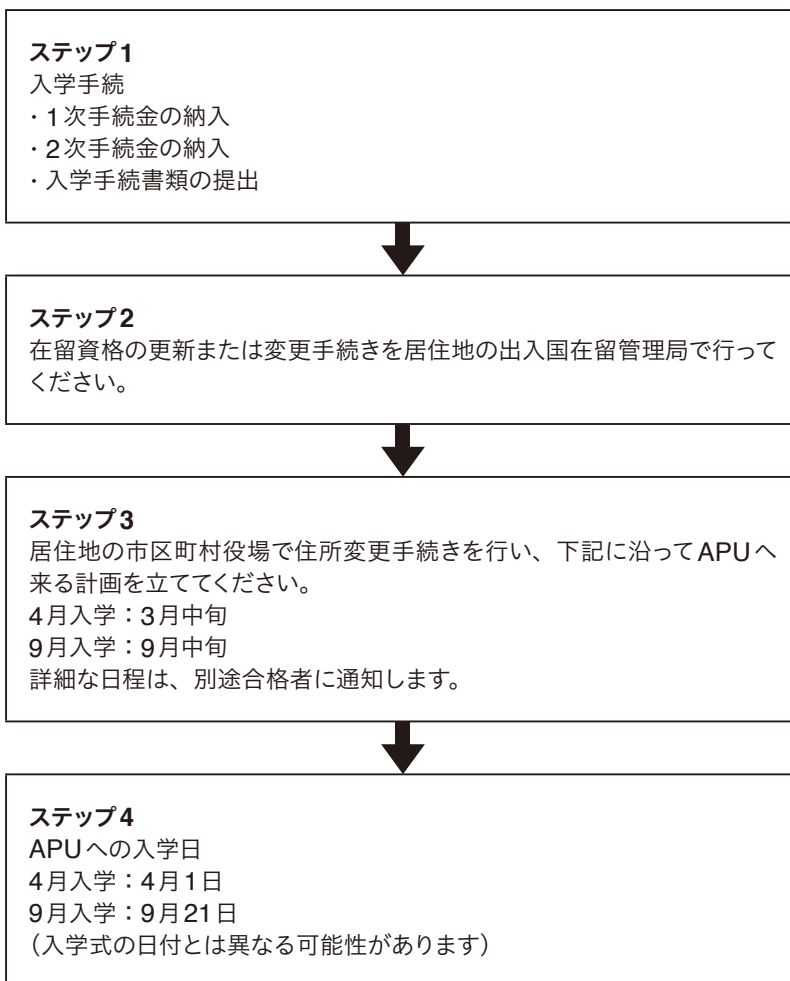 ステップ1
入学手続
・1次手続金の納入
・2次手続金の納入
・入学手続書類の提出
ステップ2
在留資格の更新または変更手続きを居住地の出入国在留管理局で行って
ください。
ステップ3
居住地の市区町村役場で住所変更手続きを行い、下記に沿ってAPUへ
来る計画を立ててください。
4月入学：3月中旬
9月入学：9月中旬
詳細な日程は、別途合格者に通知します。
ステップ4
APUへの入学日
4月入学：4月1日
9月入学：9月21日
（入学式の日付とは異なる可能性があります）